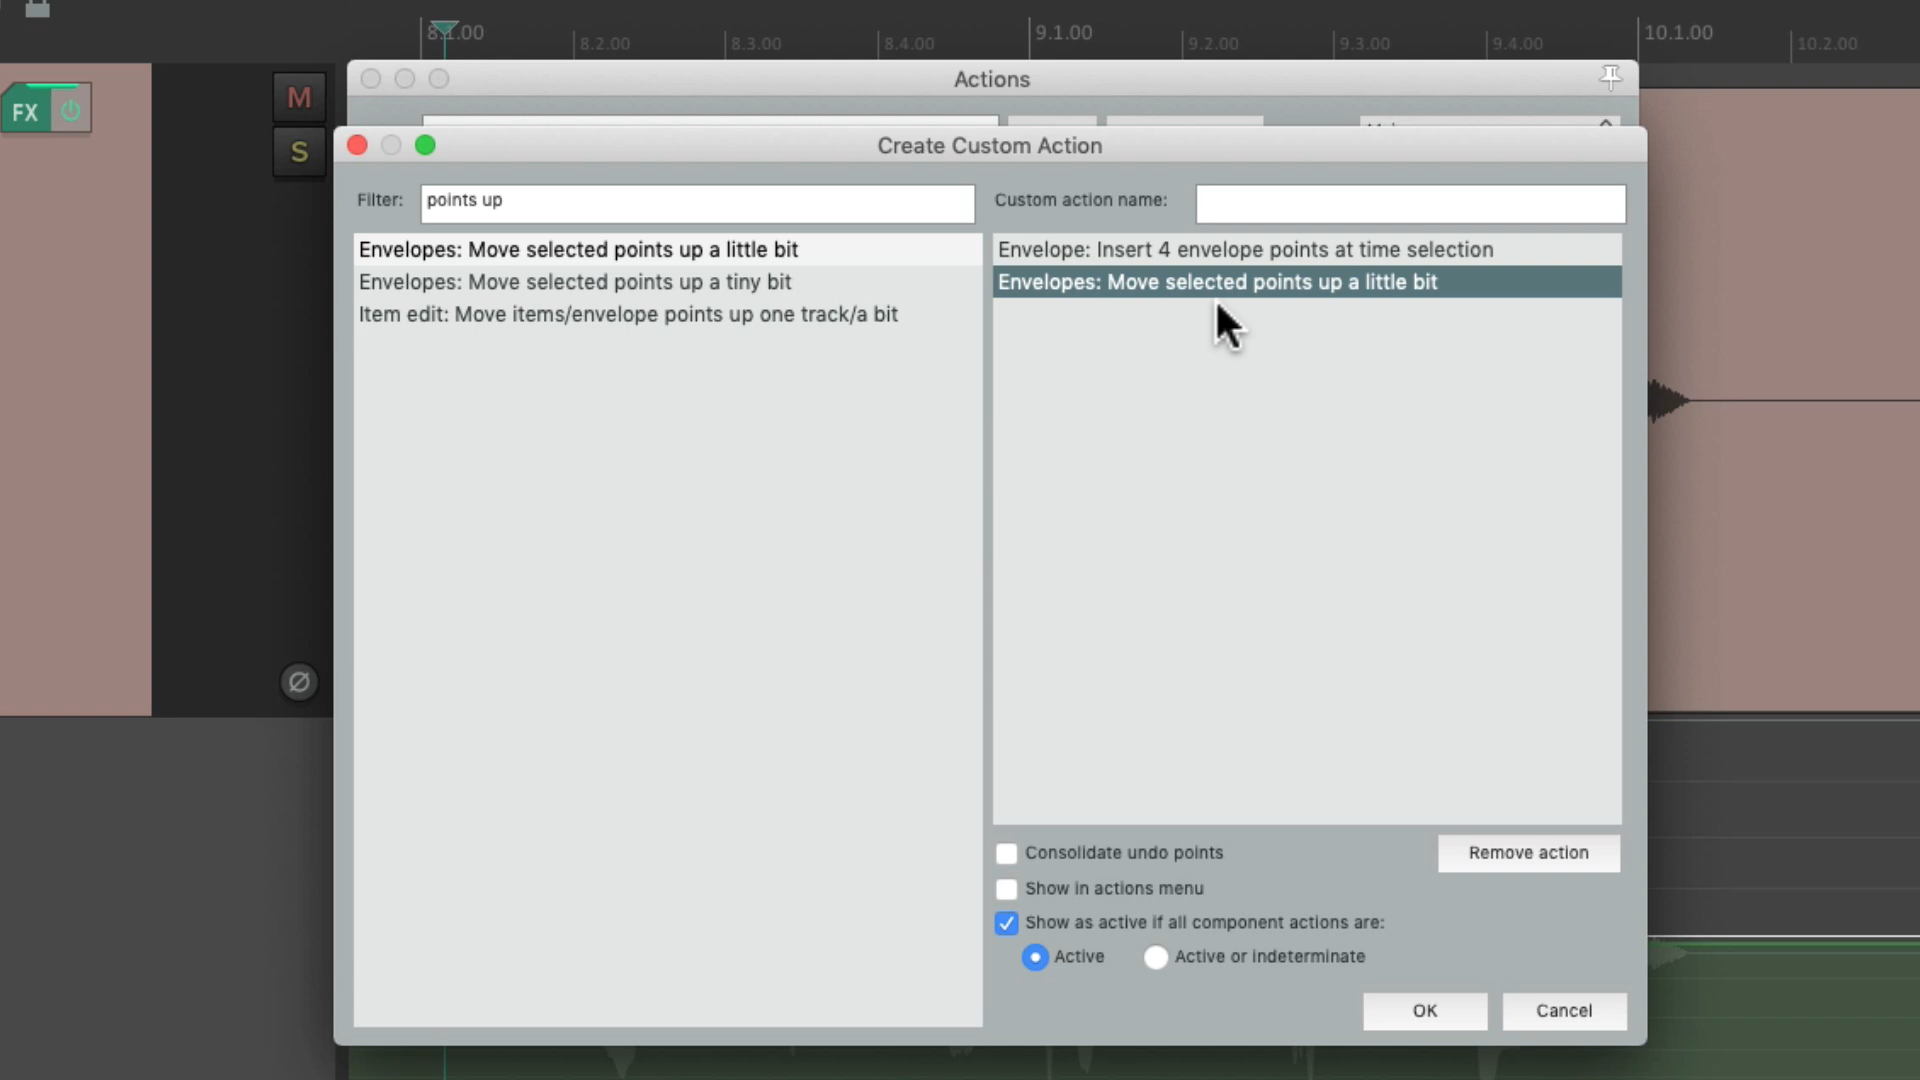 8.1.00
8.2.00
8.3.00
8.4.00
9.1.00
9.2.00
9.3.00
9.4.00
10.1.00
10.2.00
FX
M
S
Actions
Create Custom Action
Filter:
points up
Custom action name:
Envelopes: Move selected points up a little bit
Envelopes: Move selected points up a tiny bit
Item edit: Move items/envelope points up one track/a bit
Envelope: Insert 4 envelope points at time selection
Envelopes: Move selected points up a little bit
Consolidate undo points
Remove action
Show in actions menu
Show as active if all component actions are:
Active
Active or indeterminate
OK
Cancel